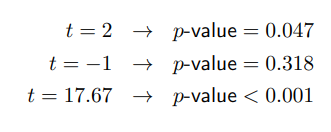 t = 2 → p-value = 0.047
t = −1 → p-value = 0.318
t = 17.67 → p-value < 0.001